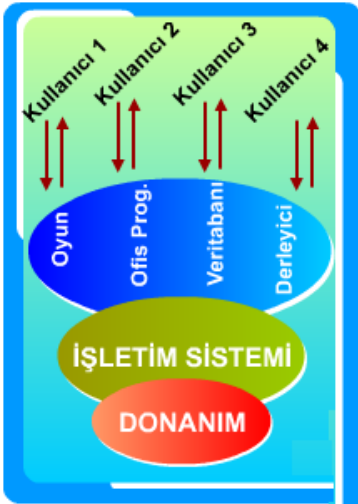 Kullanıcı 1
Kullanıcı 2
Kullanıcı 3
Kullanıcı 4
Oyun
Ofis Prog.
Veritabanı
Derleyici
İŞLETİM SİSTEMİ
DONANIM